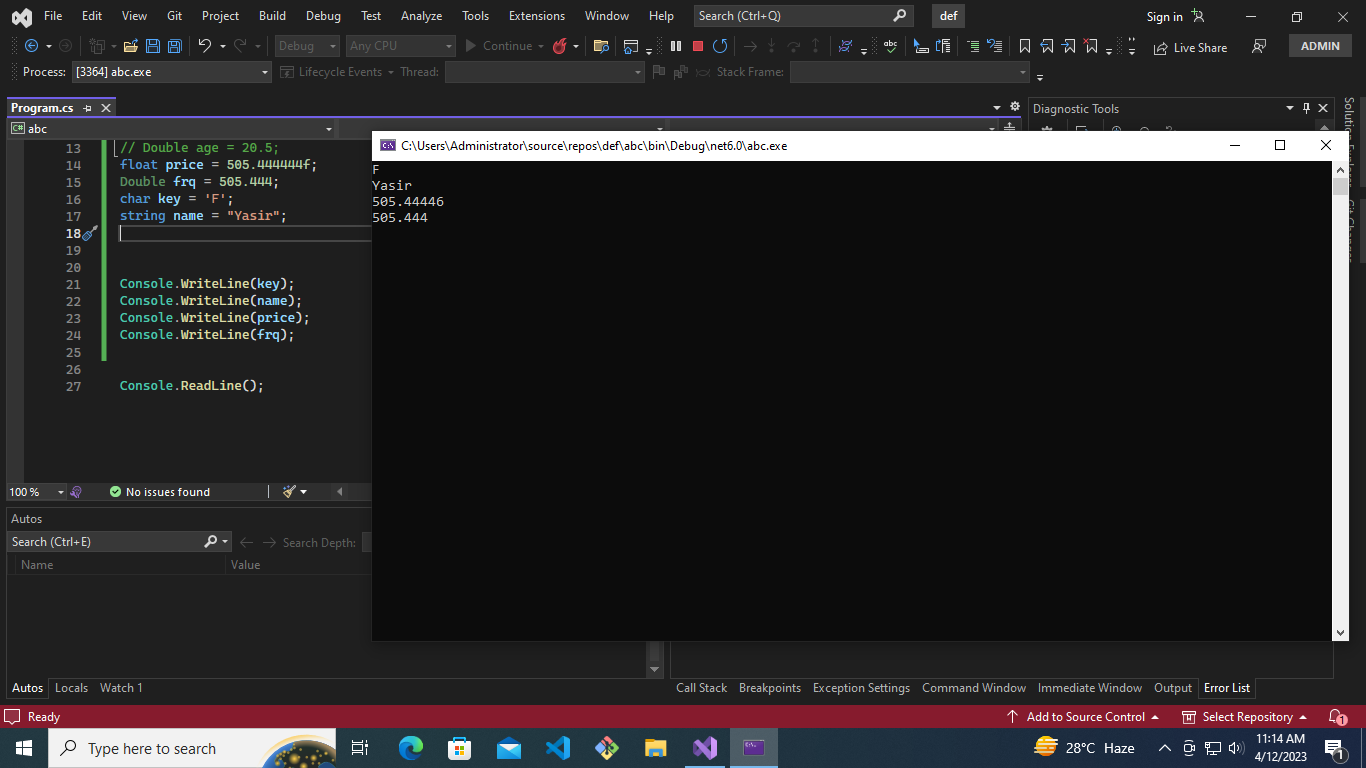 File Edit View Git Project Build Debug Test Analyze Tools Extensions Window Help Search (Ctrl+Q) def Sign in
Debug Any CPU Continue Live Share ADMIN
Process: [3364] abc.exe Lifecycle Events Thread: Stack Frame:
Program.cs Diagnostic Tools
C# abc
C:\Users\Administrator\source\repos\def\abc\bin\Debug\net6.0\abc.exe
F
Yasir
505.44446
505.444
13 // Double age = 20.5;
14 float price = 505.444444f;
15 Double frq = 505.444;
16 char key = 'F';
17 string name = "Yasir";
18
19
20
21 Console.WriteLine(key);
22 Console.WriteLine(name);
23 Console.WriteLine(price);
24 Console.WriteLine(frq);
25
26
27 Console.ReadLine();
100 % No issues found
Autos
Search (Ctrl+E) Search Depth:
Name Value
Autos Locals Watch 1 Call Stack Breakpoints Exception Settings Command Window Immediate Window Output Error List
Ready Add to Source Control Select Repository 1
Type here to search 28°C Haze 11:14 AM
4/12/2023 1